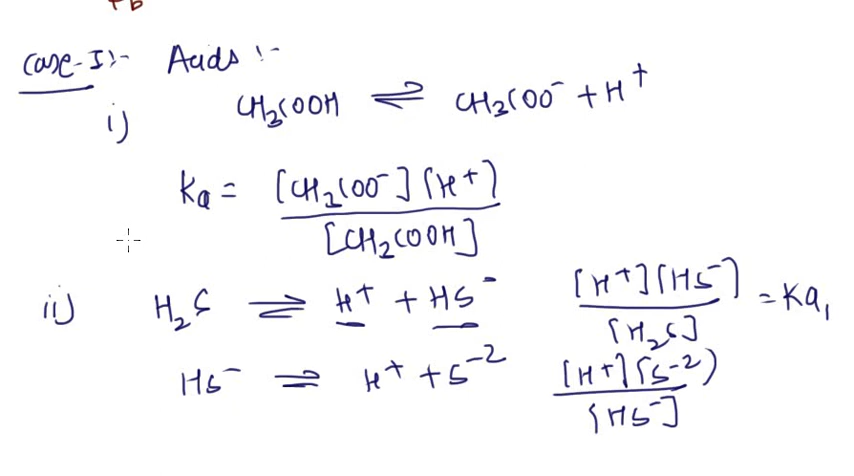 Case-I:- Acids :-
i) CH3COOH ⇌ CH3COO⁻ + H⁺
Ka = [CH3COO⁻][H⁺]
[CH3COOH]
ii) H2S ⇌ H⁺ + HS⁻ [H⁺][HS⁻] = Ka1
[H2S]
HS⁻ ⇌ H⁺ + S⁻² [H⁺][S⁻²]
[HS⁻]